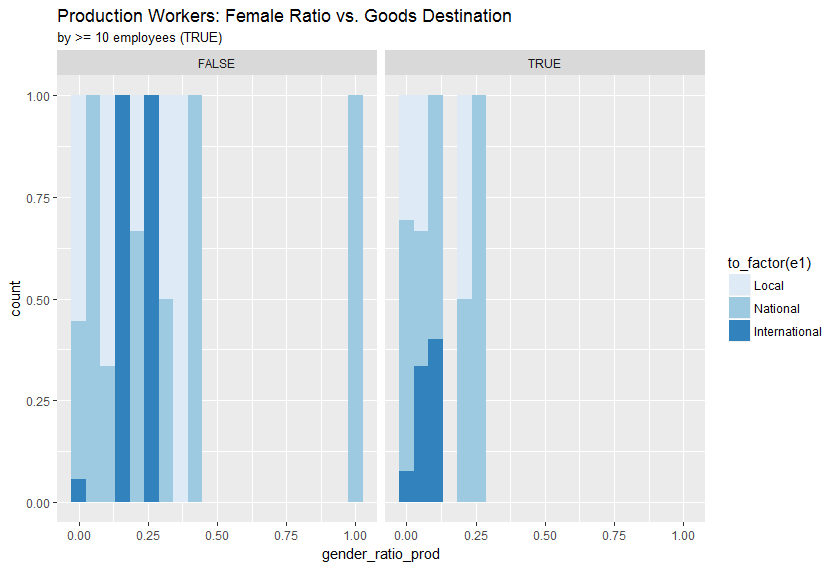 Production Workers: Female Ratio vs. Goods Destination
by >= 10 employees (TRUE)
FALSE
TRUE
1.00
0.75
0.50
0.25
0.00
count
0.00 0.25 0.50 0.75 1.00
0.00 0.25 0.50 0.75 1.00
gender_ratio_prod
to_factor(e1)
Local
National
International